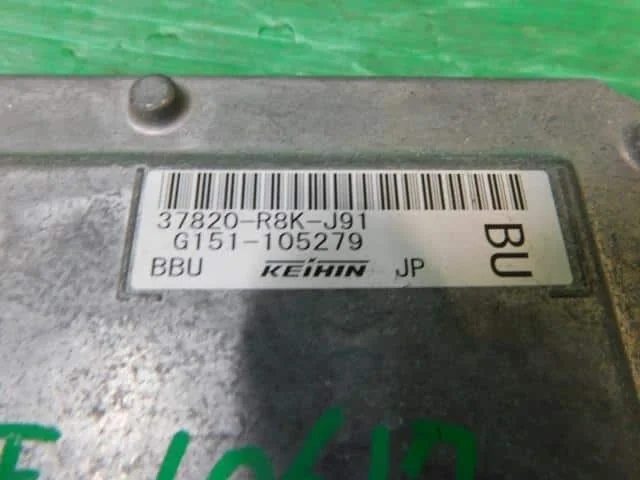 37820-R8K-J91
G151-105279
BBU KEIHIN JP
BU